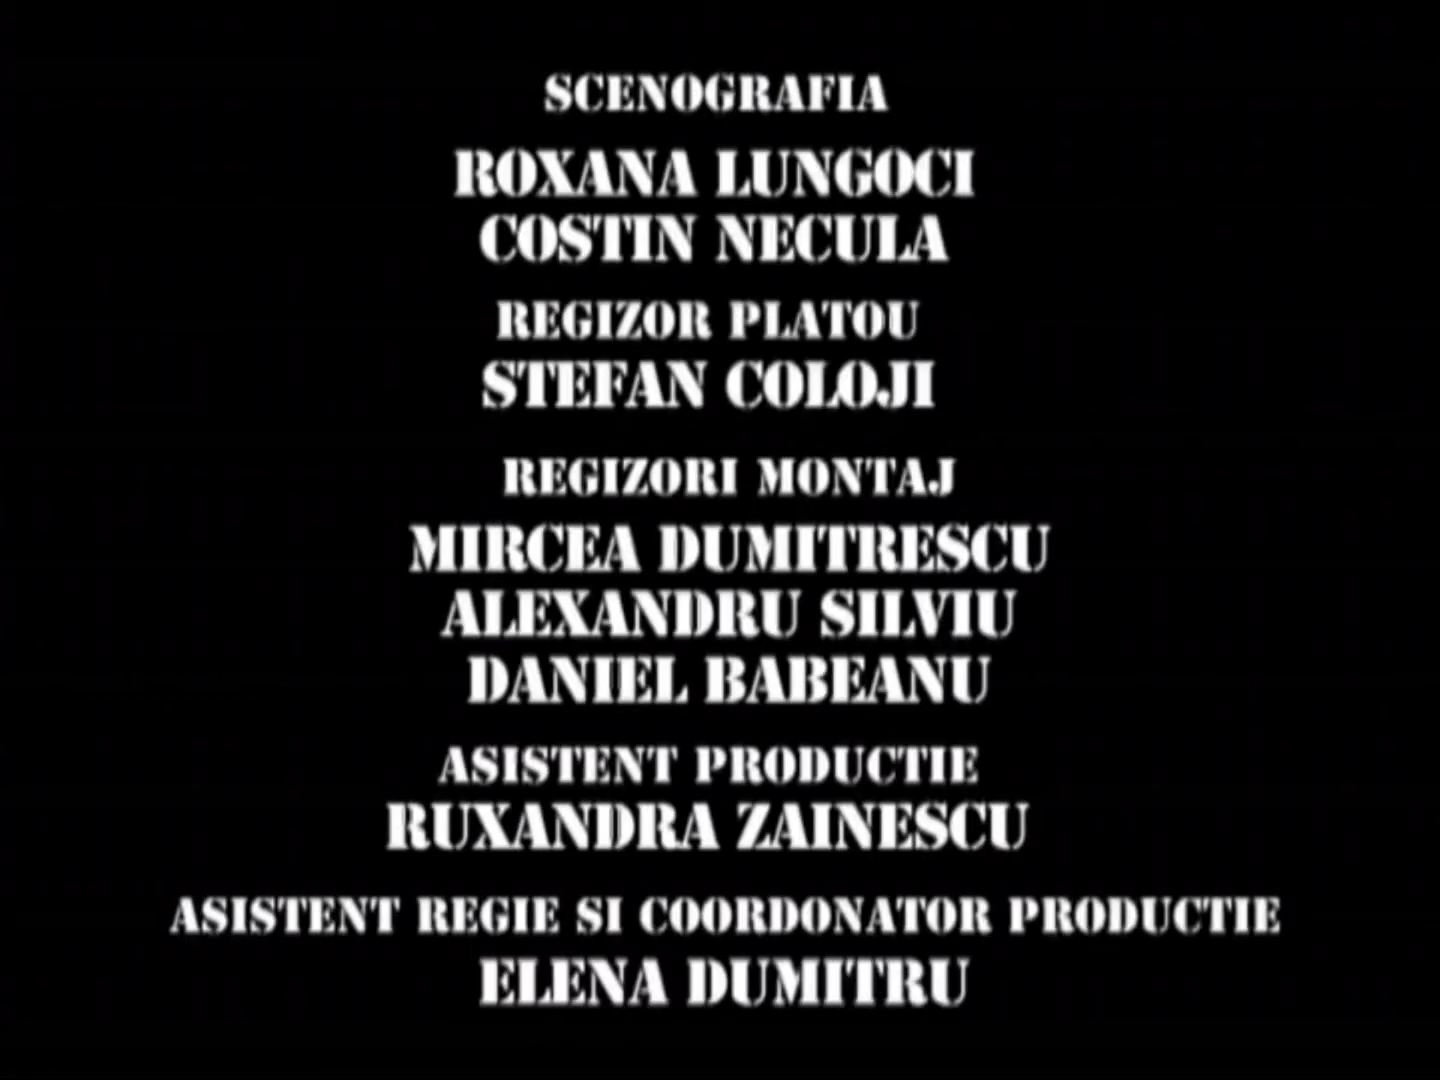 SCENOGRAFIA
ROXANA LUNGOCI
COSTIN NECULA
REGIZOR PLATOU
STEFAN COLOJI
REGIZORI MONTAJ
MIRCEA DUMITRESCU
ALEXANDRU SILVIU
DANIEL BABEANU
ASISTENT PRODUCTIE
RUXANDRA ZAINESCU
ASISTENT REGIE SI COORDONATOR PRODUCTIE
ELENA DUMITRU